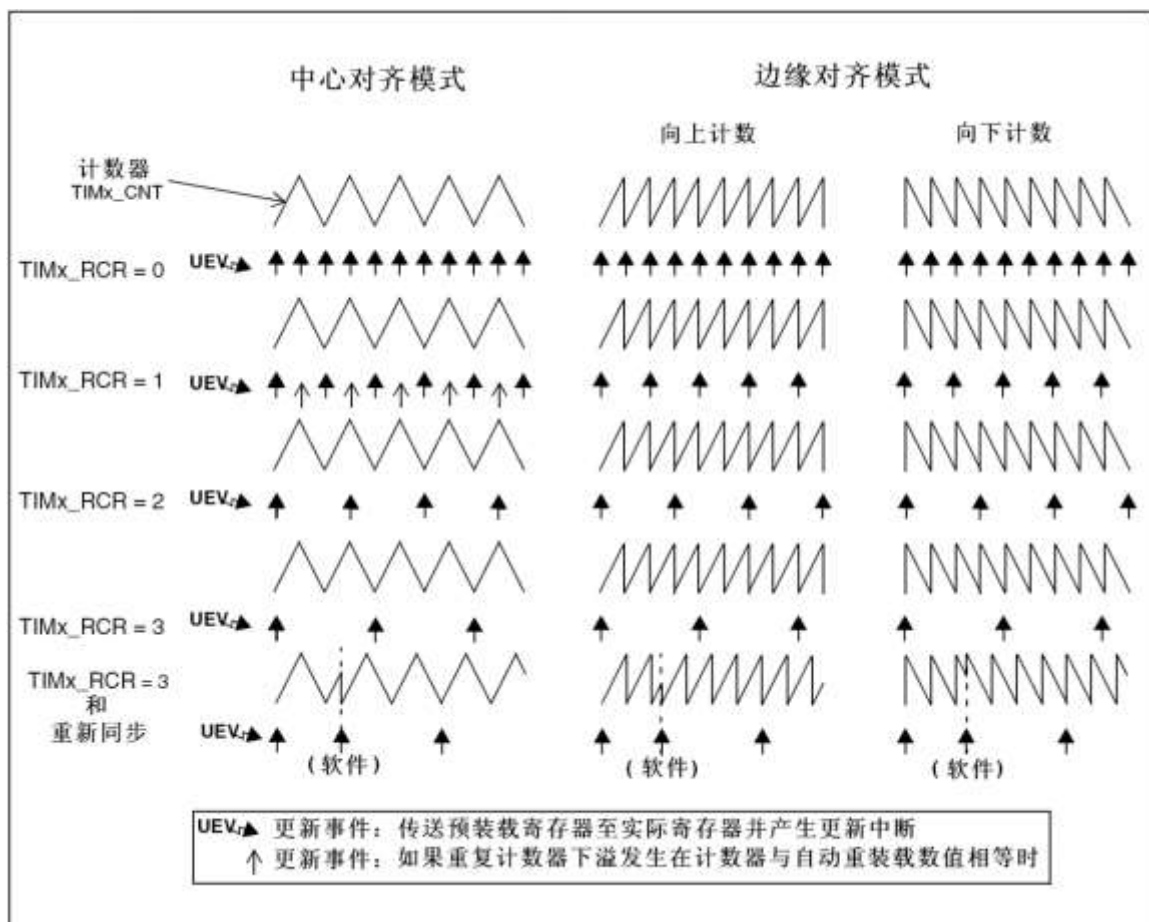 中心对齐模式
边缘对齐模式
向上计数
向下计数
计数器
TIMx_CNT
TIMx_RCR = 0
UEV
TIMx_RCR = 1
UEV
TIMx_RCR = 2
UEV
TIMx_RCR = 3
UEV
TIMx_RCR = 3
和
重新同步
UEV
(软件)
(软件)
(软件)
UEV 更新事件：传送预装载寄存器至实际寄存器并产生更新中断
更新事件：如果重复计数器下溢发生在计数器与自动重装载数值相等时